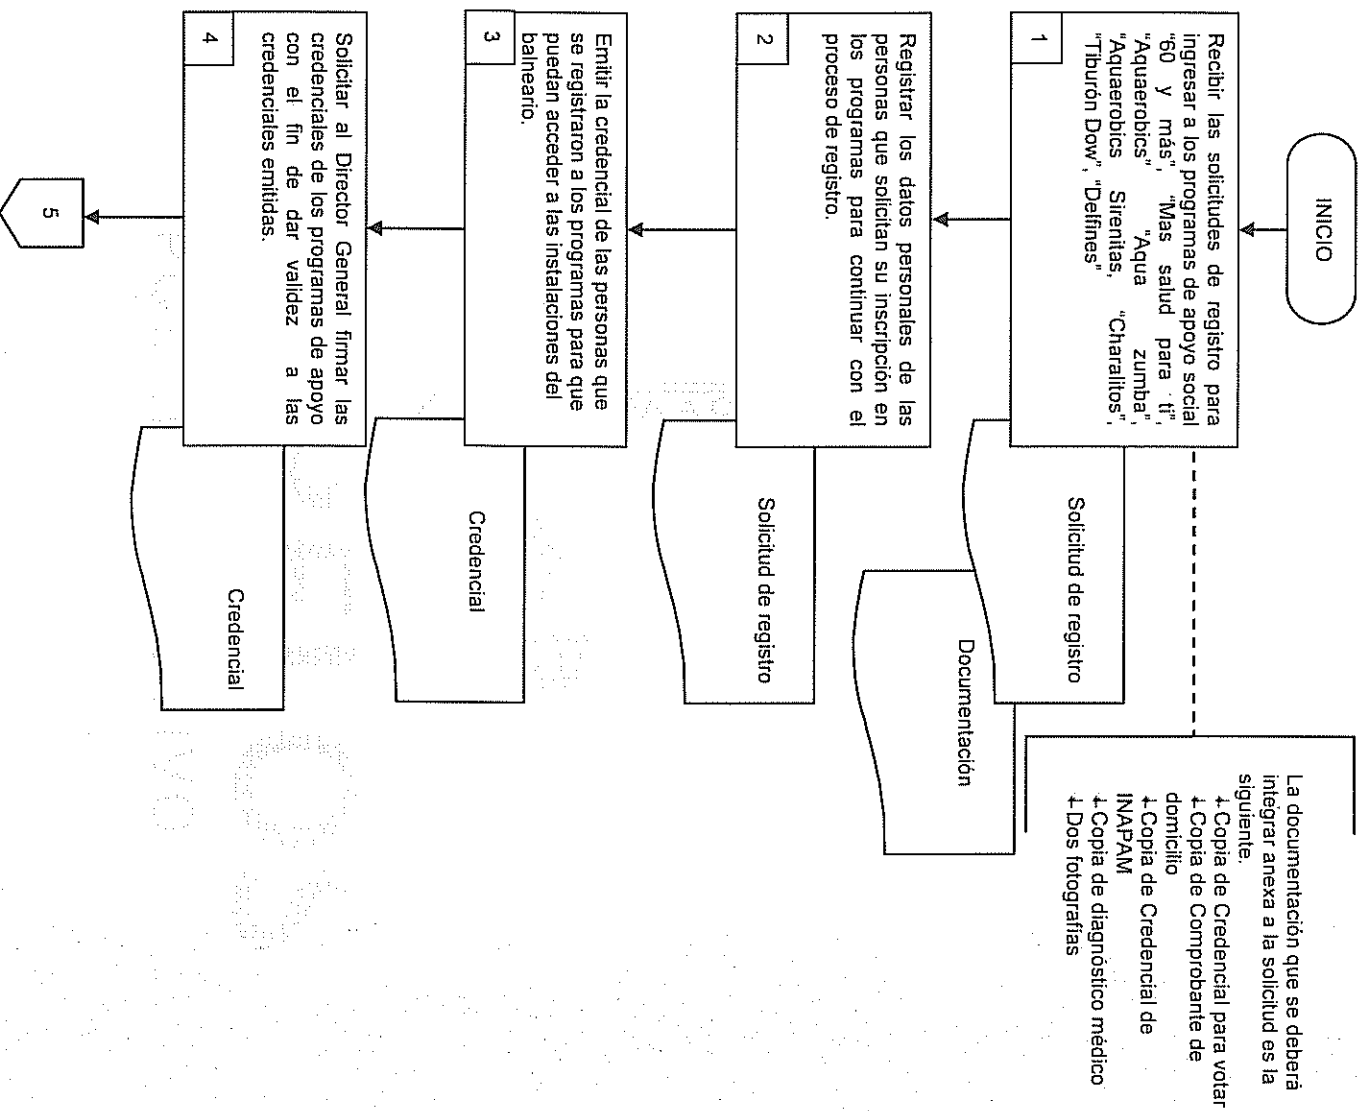 INICIO
1
Recibir las solicitudes de registro para
ingresar a los programas de apoyo social
“60 y más”, “Mas salud para ti”,
“Aquaerobics” “Aqua zumba”,
“Aquaerobics Sirenitas, “Charalitos”,
“Tiburón Dow”, “Delfines”
Solicitud de registro
Documentación
La documentación que se deberá
integrar anexa a la solicitud es la
siguiente.
Copia de Credencial para votar
Copia de Comprobante de
domicilio
Copia de Credencial de
INAPAM
Copia de diagnóstico médico
Dos fotografías
2
Registrar los datos personales de las
personas que solicitan su inscripción en
los programas para continuar con el
proceso de registro.
Solicitud de registro
3
Emitir la credencial de las personas que
se registraron a los programas para que
puedan acceder a las instalaciones del
balneario.
Credencial
4
Solicitar al Director General firmar las
credenciales de los programas de apoyo
con el fin de dar validez a las
credenciales emitidas.
Credencial
5